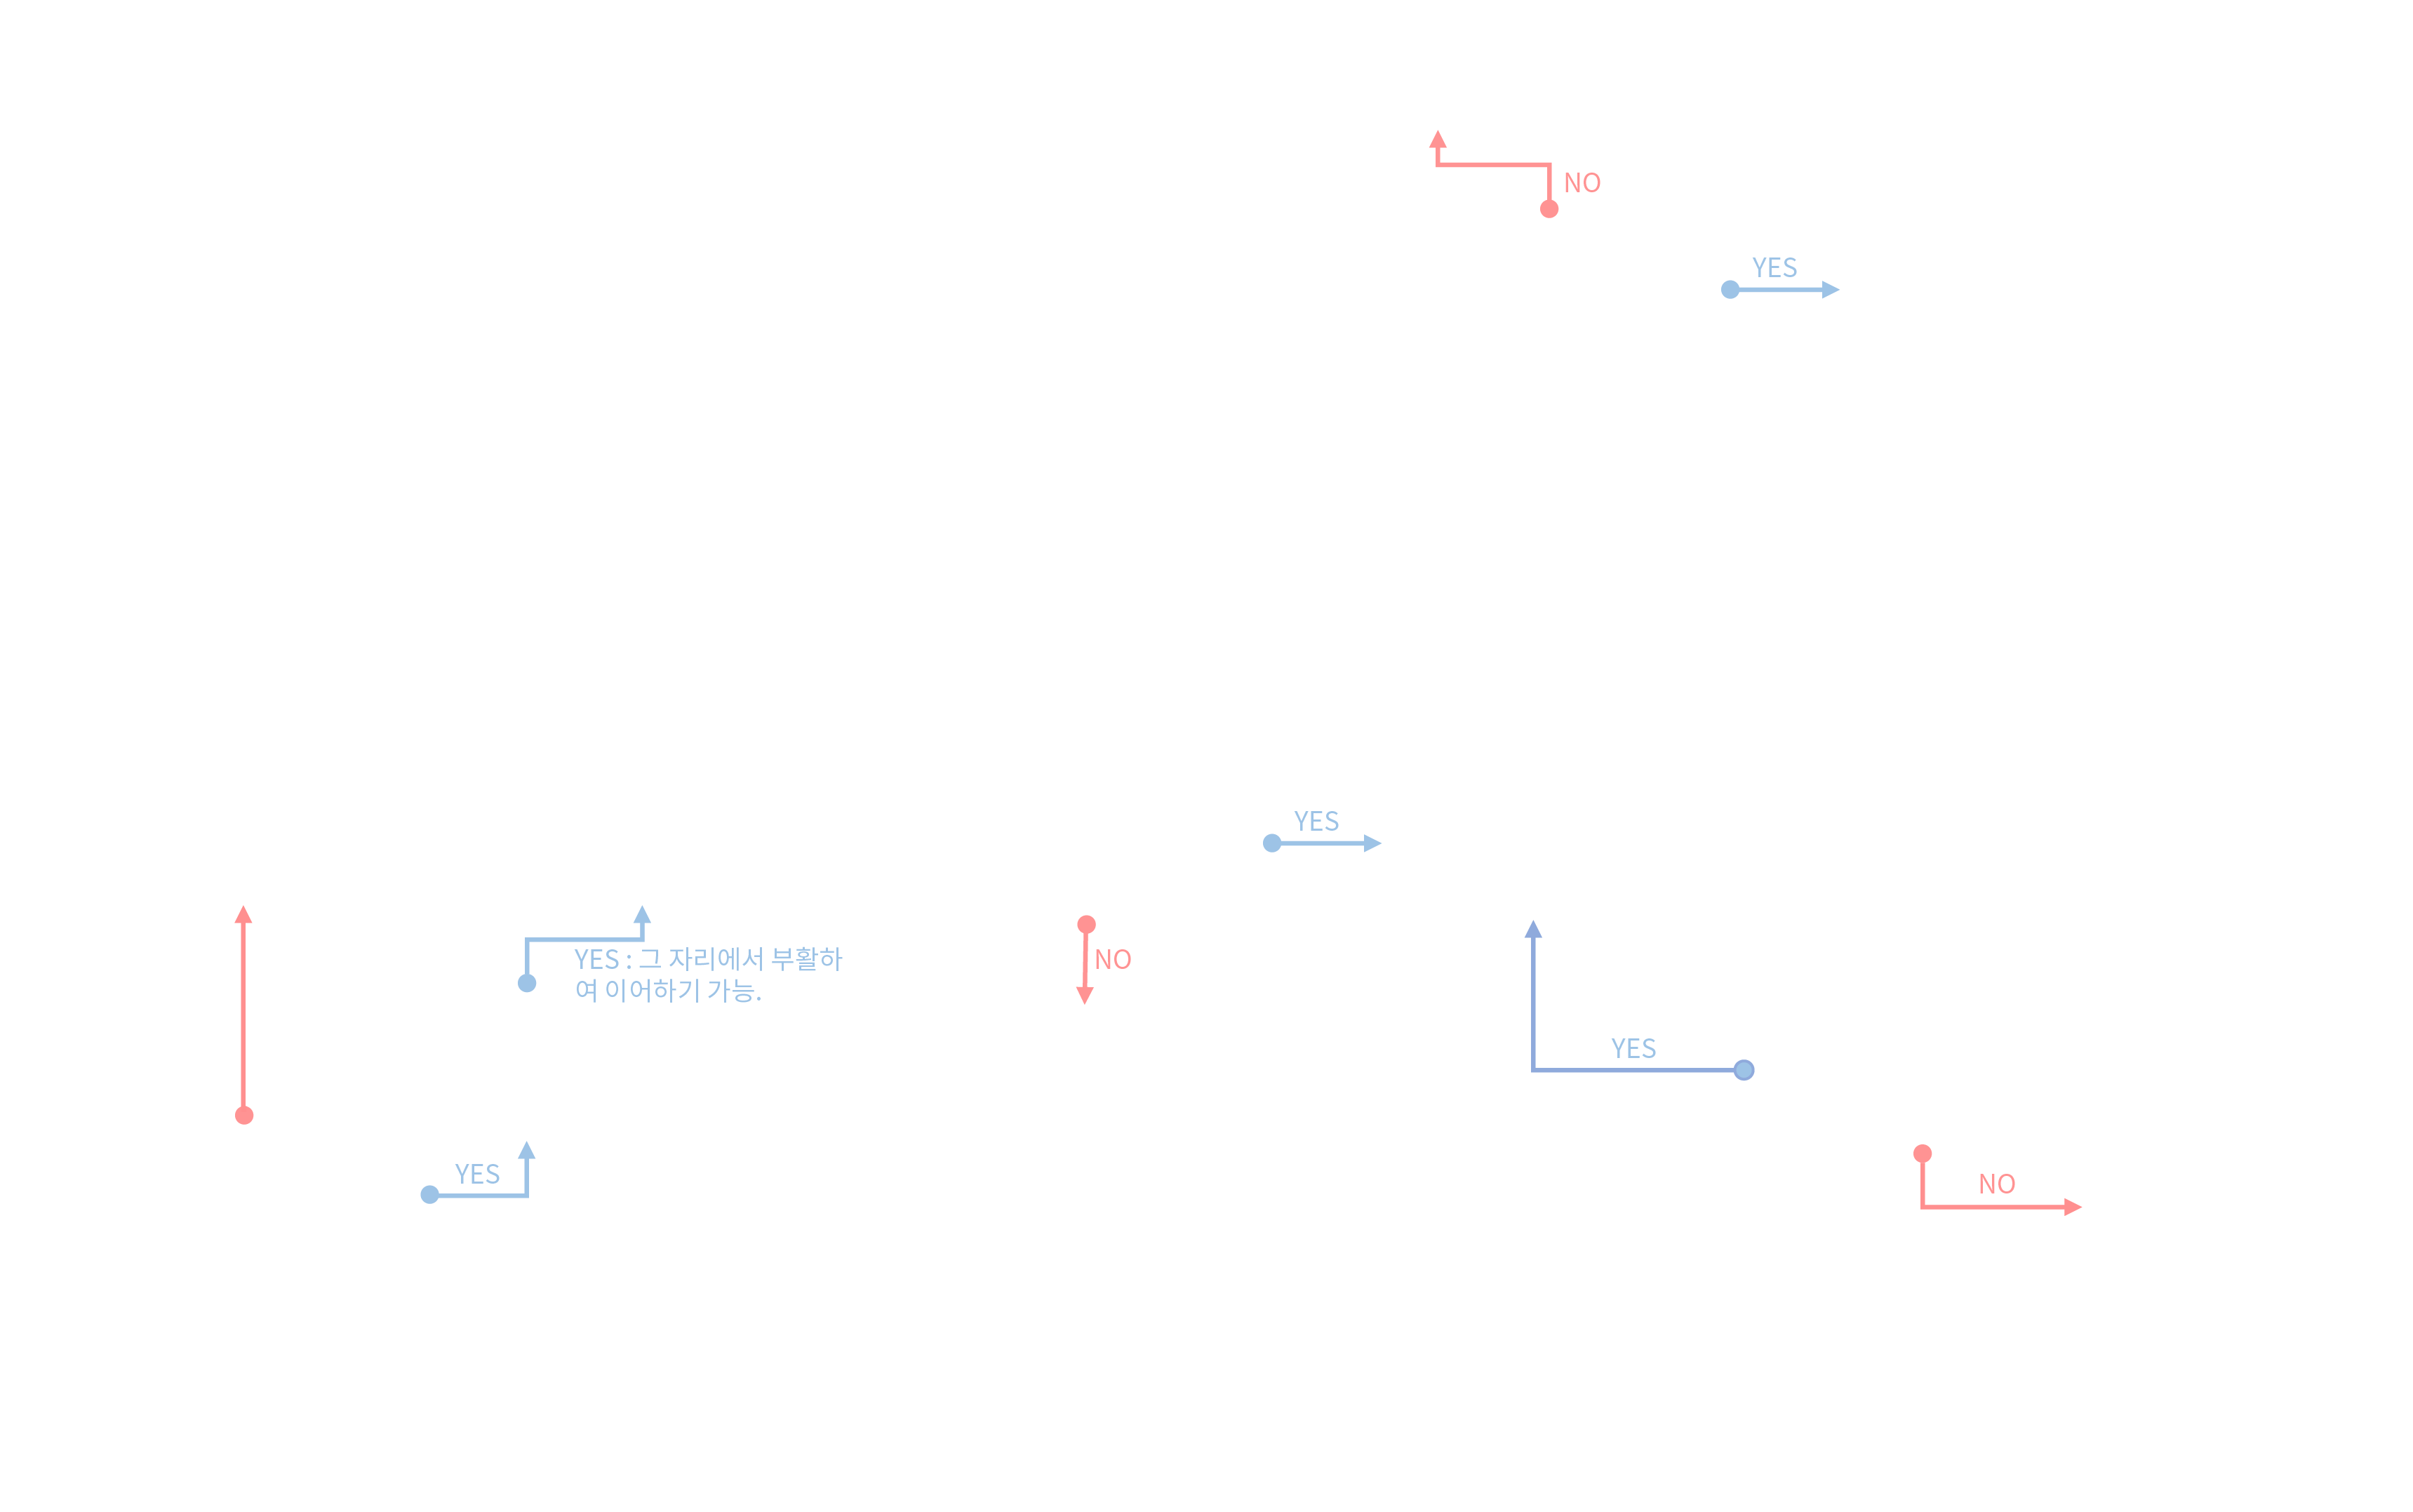 NO
YES
YES
YES : 그 자리에서 부활하
여 이어하기 가능.
NO
YES
YES
NO